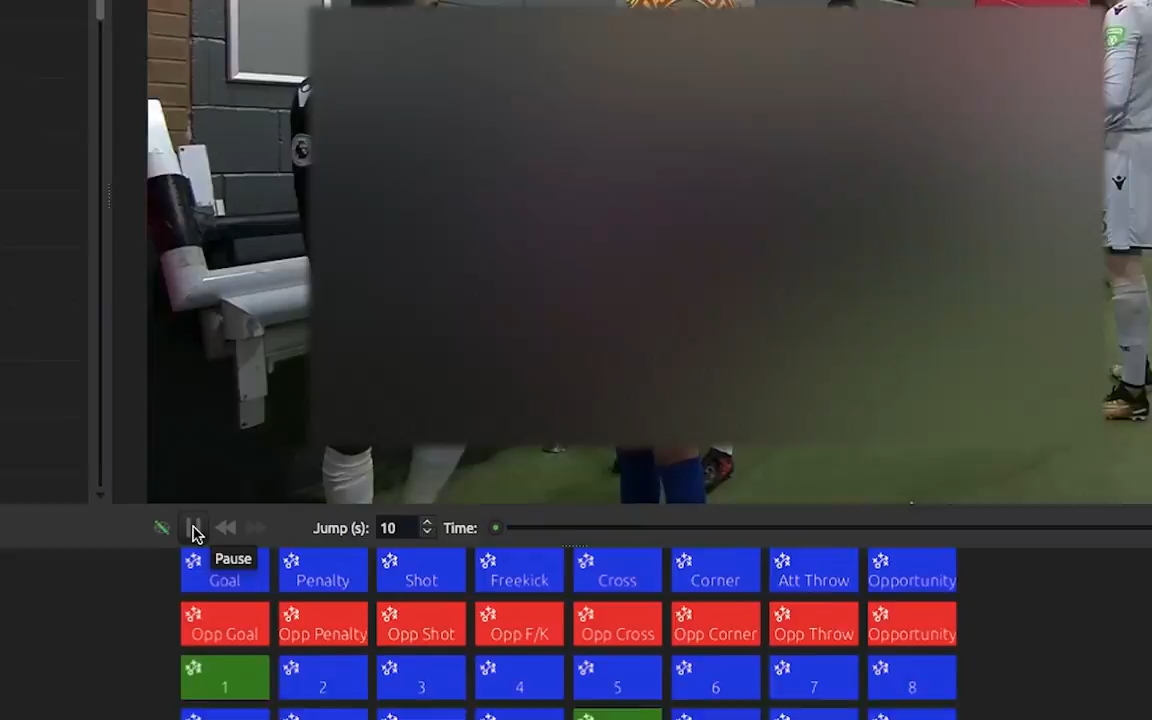 Jump (s): 10 Time:
Pause
Goal Penalty Shot Freekick Cross Corner Att Throw Opportunity
Opp Goal Opp Penalty Opp Shot Opp F/K Opp Cross Opp Corner Opp Throw Opportunity
1 2 3 4 5 6 7 8